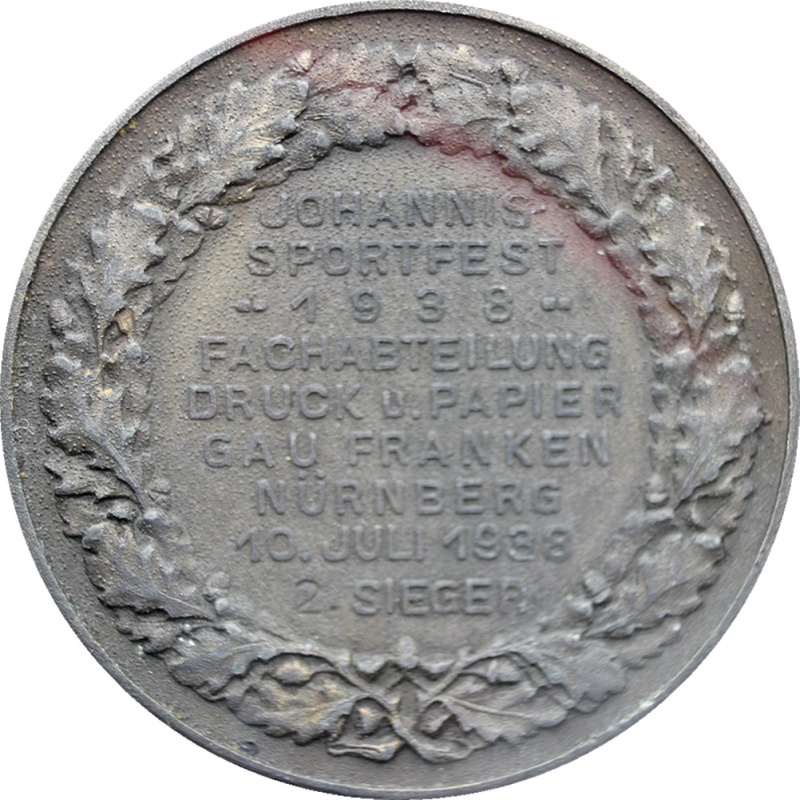 JOHANNIS-
SPORTFEST
- 1938 -
FACHABTEILUNG
DRUCK U. PAPIER
GAU FRANKEN
NÜRNBERG
10. JULI 1938
2. SIEGER